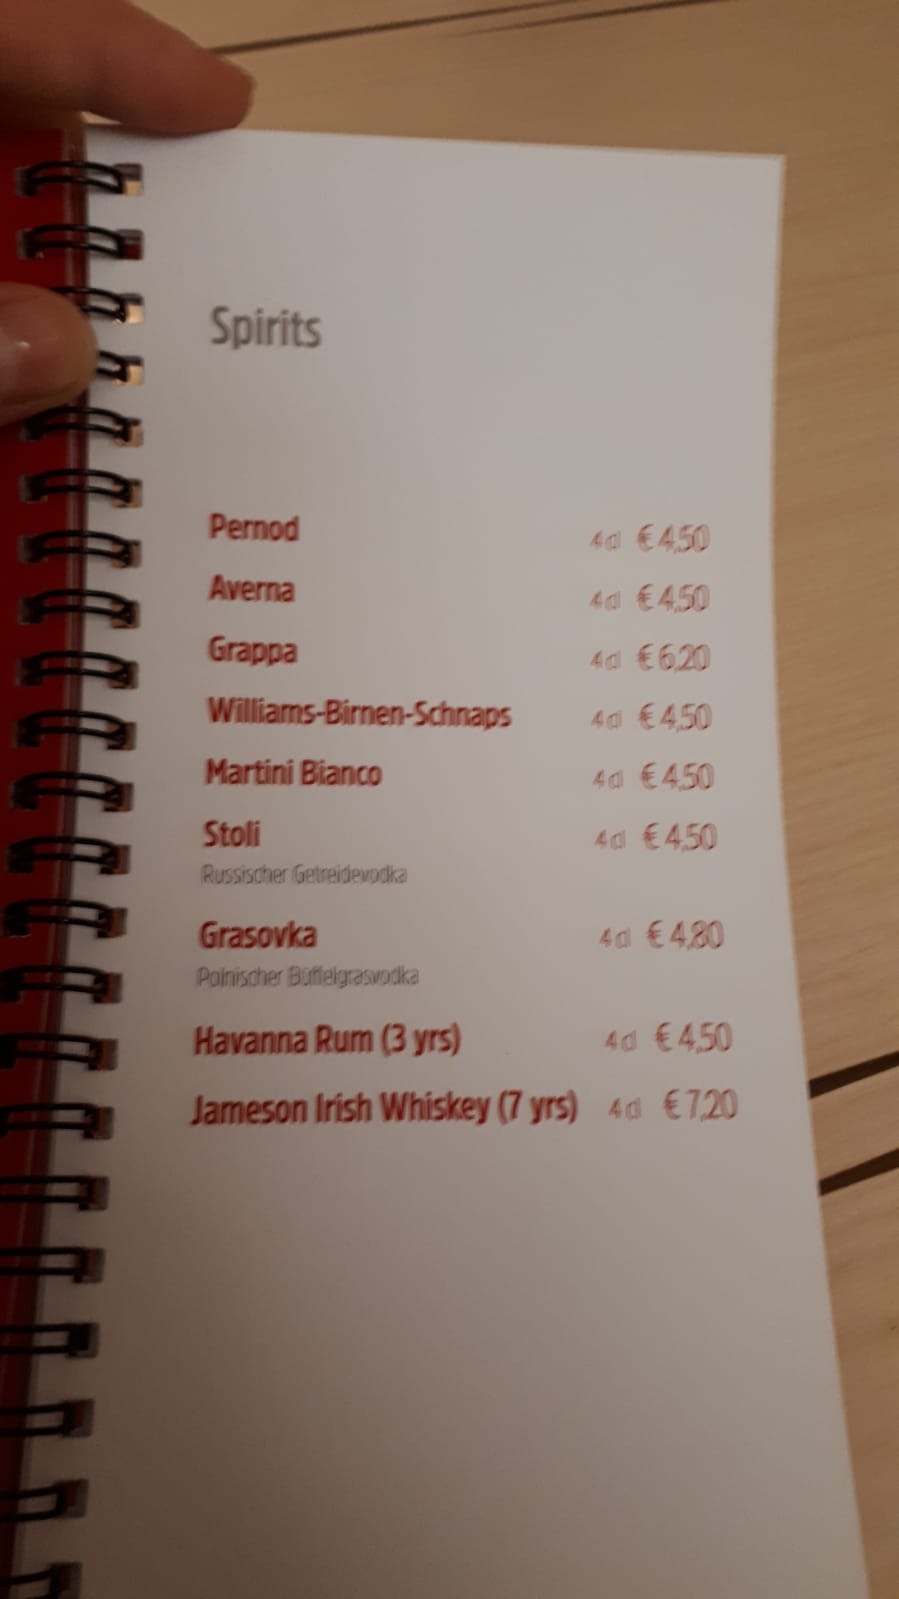 Spirits
Pernod 4cl € 4,50
Averna 4cl € 4,50
Grappa 4cl € 6,20
Williams-Birnen-Schnaps 4cl € 4,50
Martini Bianco 4cl € 4,50
Stoli 4cl € 4,50
Russischer Getreidevodka
Grasovka 4cl € 4,80
Polnischer Büffelgrasvodka
Havanna Rum (3 yrs) 4cl € 4,50
Jameson Irish Whiskey (7 yrs) 4cl € 7,20